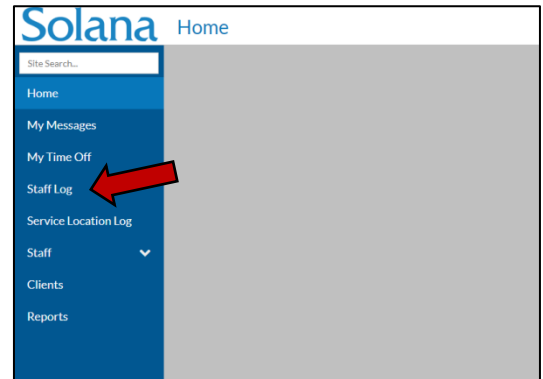 Solana Home
Site Search...
Home
My Messages
My Time Off
Staff Log
Service Location Log
Staff
Clients
Reports